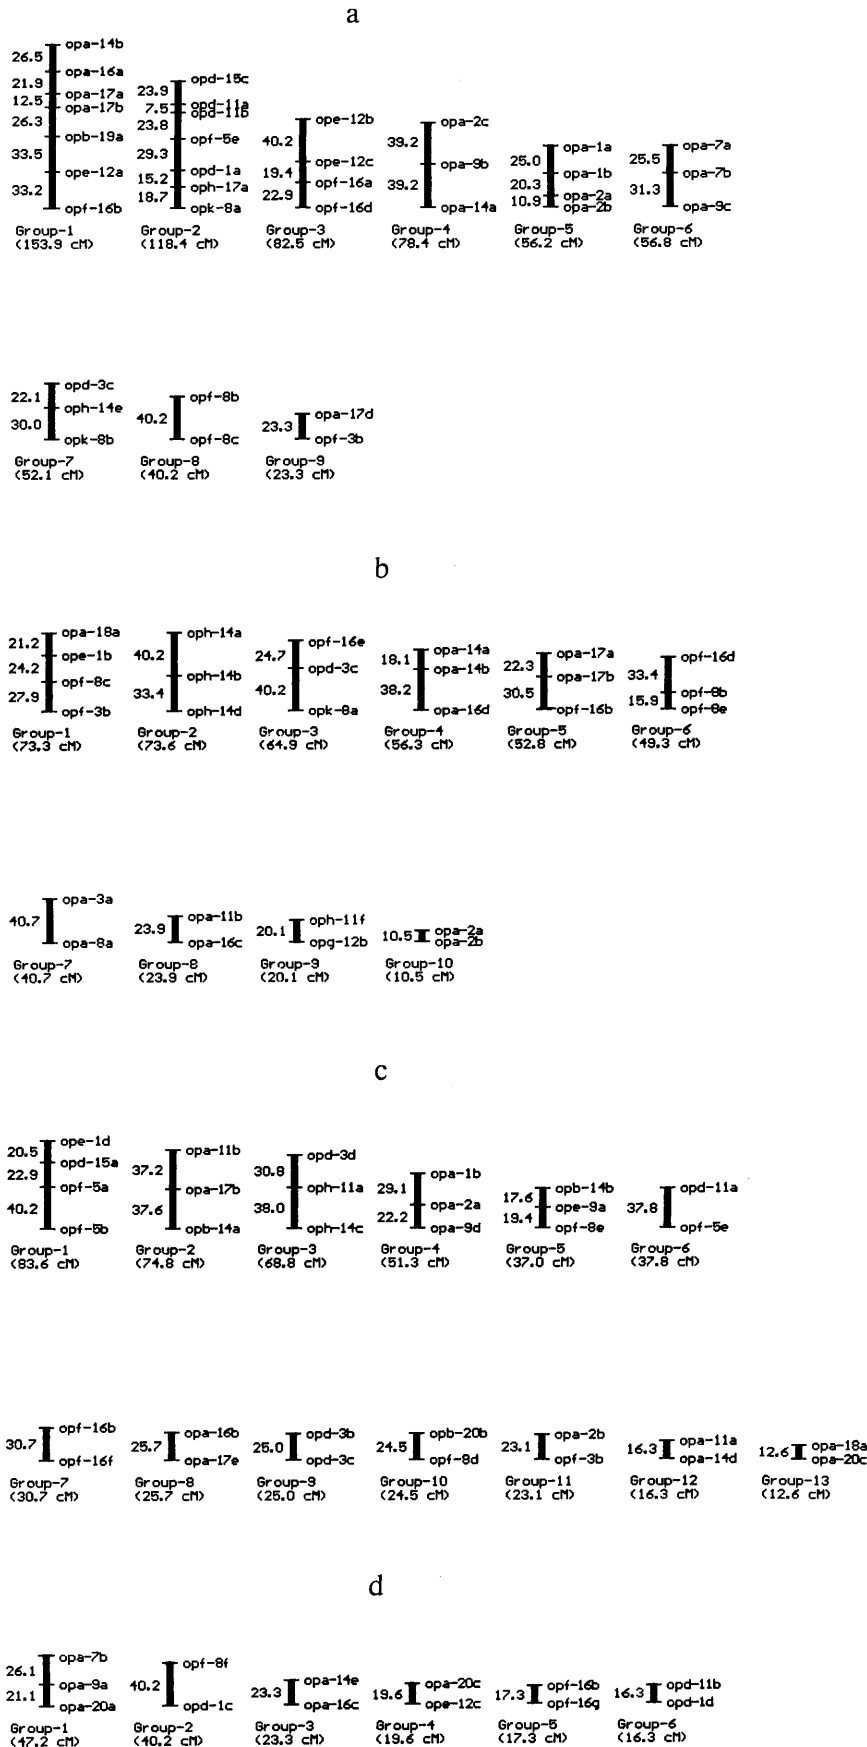 a
opa-14b
26.5
opa-16a
21.9
opa-17a
12.5
opa-17b
26.3
opb-19a
33.5
ope-12a
33.2
opf-16b
Group-1
(153.9 cM)
opd-15c
23.9
opd-11a
7.5
opd-11b
23.8
opf-5e
29.3
opd-1a
15.2
oph-17a
18.7
opk-8a
Group-2
(118.4 cM)
ope-12b
40.2
ope-12c
19.4
opf-16a
22.9
opf-16d
Group-3
(82.5 cM)
opa-2c
39.2
opa-9b
39.2
opa-14a
Group-4
(78.4 cM)
opa-1a
25.0
opa-1b
20.3
opa-2a
10.9
opa-2b
Group-5
(56.2 cM)
opa-7a
25.5
opa-7b
31.3
opa-9c
Group-6
(56.8 cM)
opd-3c
22.1
oph-14e
30.0
opk-8b
Group-7
(52.1 cM)
opf-8b
40.2
opf-8c
Group-8
(40.2 cM)
opa-17d
23.3
opf-3b
Group-9
(23.3 cM)
b
opa-18a
21.2
ope-1b
24.2
opf-8c
27.9
opf-3b
Group-1
(73.3 cM)
oph-14a
40.2
oph-14b
33.4
oph-14d
Group-2
(73.6 cM)
opf-16e
24.7
opd-3c
40.2
opk-8a
Group-3
(64.9 cM)
opa-14a
18.1
opa-14b
38.2
opa-16d
Group-4
(56.3 cM)
opa-17a
22.3
opa-17b
30.5
opf-16b
Group-5
(52.8 cM)
opf-16d
33.4
opf-8b
15.9
opf-8e
Group-6
(49.3 cM)
opa-3a
40.7
opa-8a
Group-7
(40.7 cM)
opa-11b
23.9
opa-16c
Group-8
(23.9 cM)
oph-11f
20.1
opg-12b
Group-9
(20.1 cM)
opa-2a
10.5
opa-2b
Group-10
(10.5 cM)
c
ope-1d
20.5
opd-15a
22.9
opf-5a
40.2
opf-5b
Group-1
(83.6 cM)
opa-11b
37.2
opa-17b
37.6
opb-14a
Group-2
(74.8 cM)
opd-3d
30.8
oph-11a
38.0
oph-14c
Group-3
(68.8 cM)
opa-1b
29.1
opa-2a
22.2
opa-9d
Group-4
(51.3 cM)
opb-14b
17.6
ope-9a
19.4
opf-8e
Group-5
(37.0 cM)
opd-11a
37.8
opf-5e
Group-6
(37.8 cM)
opf-16b
30.7
opf-16f
Group-7
(30.7 cM)
opa-16b
25.7
opa-17e
Group-8
(25.7 cM)
opd-3b
25.0
opd-3c
Group-9
(25.0 cM)
opb-20b
24.5
opf-8d
Group-10
(24.5 cM)
opa-2b
23.1
opf-3b
Group-11
(23.1 cM)
opa-11a
16.3
opa-14d
Group-12
(16.3 cM)
opa-18a
12.6
opa-20c
Group-13
(12.6 cM)
d
opa-7b
26.1
opa-9a
21.1
opa-20a
Group-1
(47.2 cM)
opf-8f
40.2
opd-1c
Group-2
(40.2 cM)
opa-14e
23.3
opa-16c
Group-3
(23.3 cM)
opa-20c
19.6
ope-12c
Group-4
(19.6 cM)
opf-16b
17.3
opf-16g
Group-5
(17.3 cM)
opd-11b
16.3
opd-1d
Group-6
(16.3 cM)